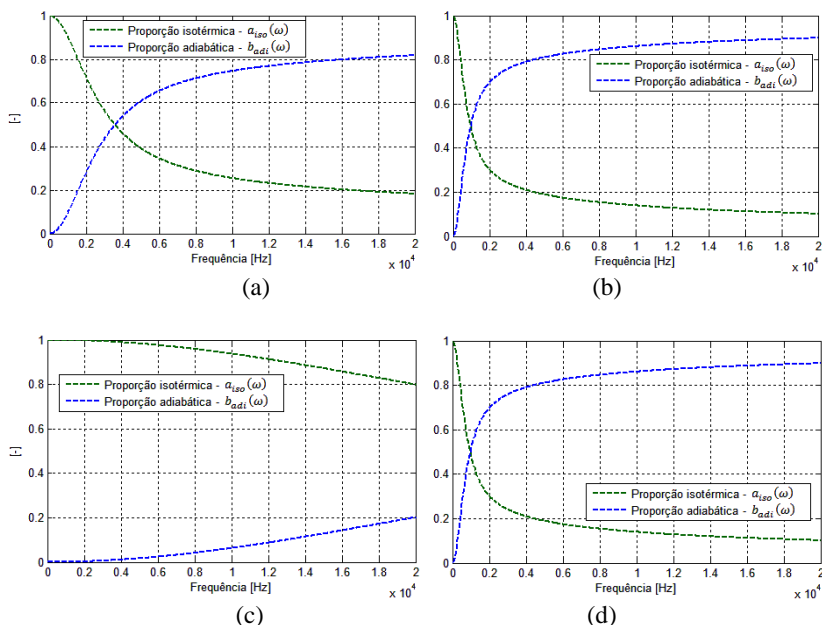 1
0.8
0.6
0.4
0.2
0
[-]
Proporção isotérmica - a_iso(ω)
Proporção adiabática - b_adi(ω)
0 0.2 0.4 0.6 0.8 1 1.2 1.4 1.6 1.8 2
Frequência [Hz]
x 10^4
(a)
1
0.8
0.6
0.4
0.2
0
Proporção isotérmica - a_iso(ω)
Proporção adiabática - b_adi(ω)
0 0.2 0.4 0.6 0.8 1 1.2 1.4 1.6 1.8 2
Frequência [Hz]
x 10^4
(b)
1
0.8
0.6
0.4
0.2
0
[-]
Proporção isotérmica - a_iso(ω)
Proporção adiabática - b_adi(ω)
0 0.2 0.4 0.6 0.8 1 1.2 1.4 1.6 1.8 2
Frequência [Hz]
x 10^4
(c)
1
0.8
0.6
0.4
0.2
0
Proporção isotérmica - a_iso(ω)
Proporção adiabática - b_adi(ω)
0 0.2 0.4 0.6 0.8 1 1.2 1.4 1.6 1.8 2
Frequência [Hz]
x 10^4
(d)